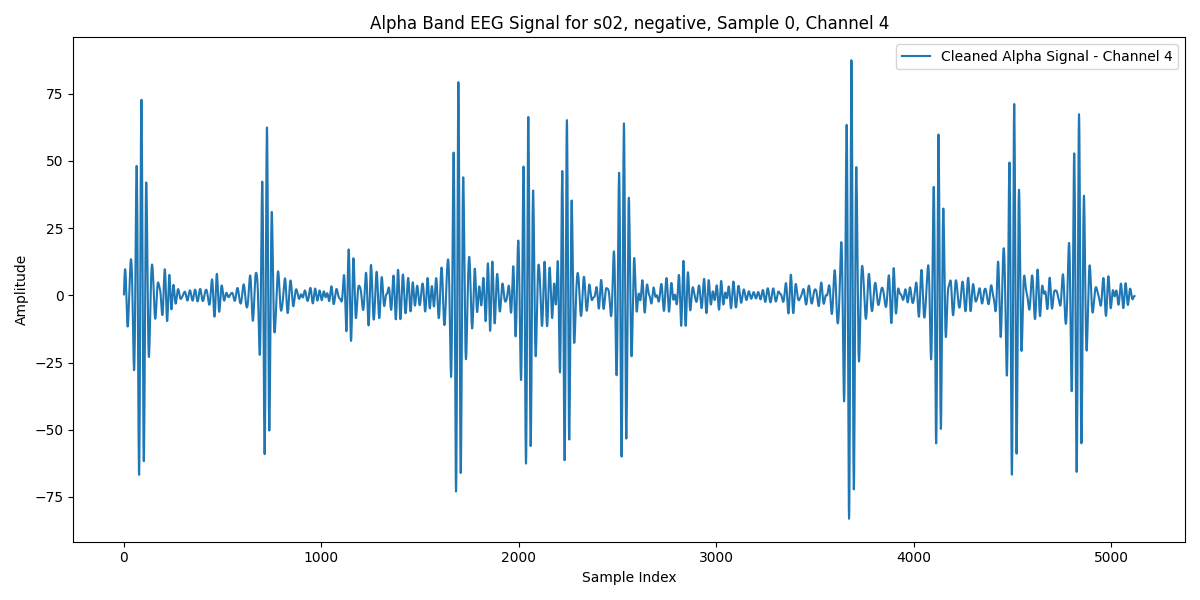 Alpha Band EEG Signal for s02, negative, Sample 0, Channel 4
Cleaned Alpha Signal - Channel 4
Amplitude
75
50
25
0
−25
−50
−75
0 1000 2000 3000 4000 5000
Sample Index